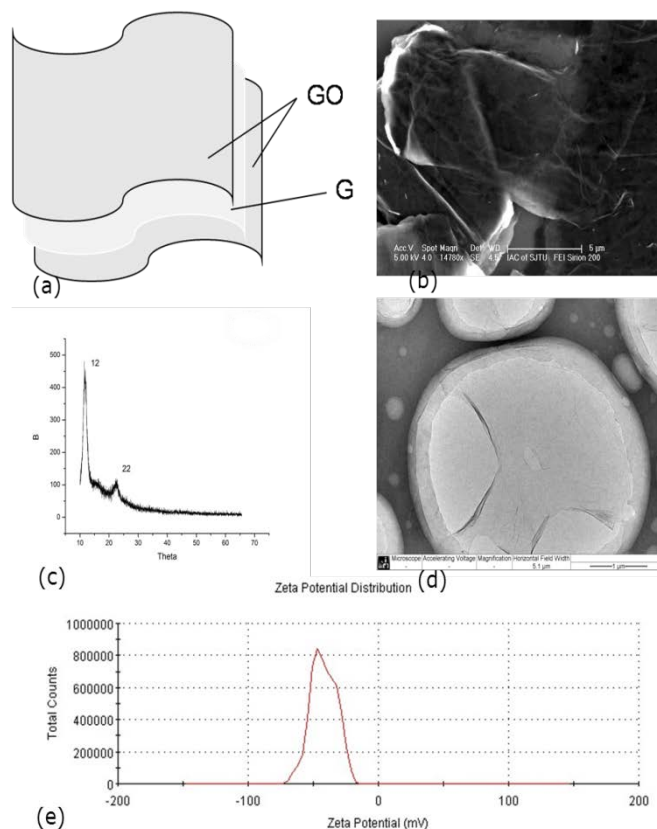 GO
G
(a)
Acc.V Spot Magn Det WD 5 μm
5.00 kV 4.0 14780x SE 4.5 IAC of SJTU FEI Sirion 200
(b)
500
400
300
200
100
0
B
12
22
10 20 30 40 50 60 70
Theta
(c)
Microscope Accelerating Voltage Magnification Horizontal Field Width
- - - 5.1 μm 1 μm
(d)
Zeta Potential Distribution
1000000
800000
600000
400000
200000
0
Total Counts
-200 -100 0 100 200
Zeta Potential (mV)
(e)